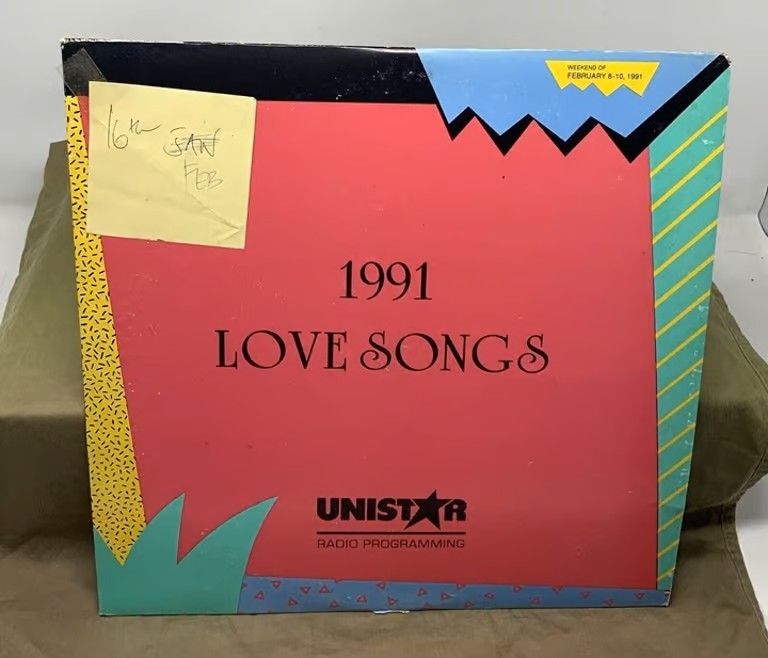 WEEKEND OF
FEBRUARY 8-10, 1991
16th JAN
FEB
1991
LOVE SONGS
UNISTAR
RADIO PROGRAMMING